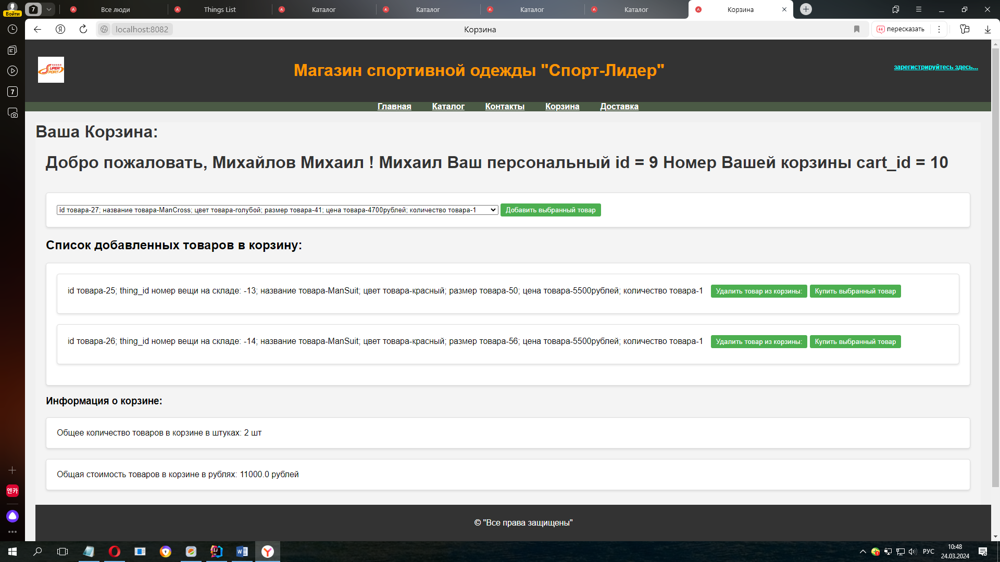 7
Все люди
Things List
Каталог
Каталог
Каталог
Каталог
Корзина
Войти
localhost:8082
Корзина
пересказать
7
SUPER SPORT
Магазин спортивной одежды "Спорт-Лидер"
зарегистрируйтесь здесь...
Главная Каталог Контакты Корзина Доставка
Ваша Корзина:
Добро пожаловать, Михайлов Михаил ! Михаил Ваш персональный id = 9 Номер Вашей корзины cart_id = 10
id товара-27; название товара-ManCross; цвет товара-голубой; размер товара-41; цена товара-4700рублей; количество товара-1
Добавить выбранный товар
Список добавленных товаров в корзину:
id товара-25; thing_id номер вещи на складе: -13; название товара-ManSuit; цвет товара-красный; размер товара-50; цена товара-5500рублей; количество товара-1 Удалить товар из корзины: Купить выбранный товар
id товара-26; thing_id номер вещи на складе: -14; название товара-ManSuit; цвет товара-красный; размер товара-56; цена товара-5500рублей; количество товара-1 Удалить товар из корзины: Купить выбранный товар
Информация о корзине:
Общее количество товаров в корзине в штуках: 2 шт
Общая стоимость товаров в корзине в рублях: 11000.0 рублей
엔카
© "Все права защищены"
РУС
10:48
24.03.2024